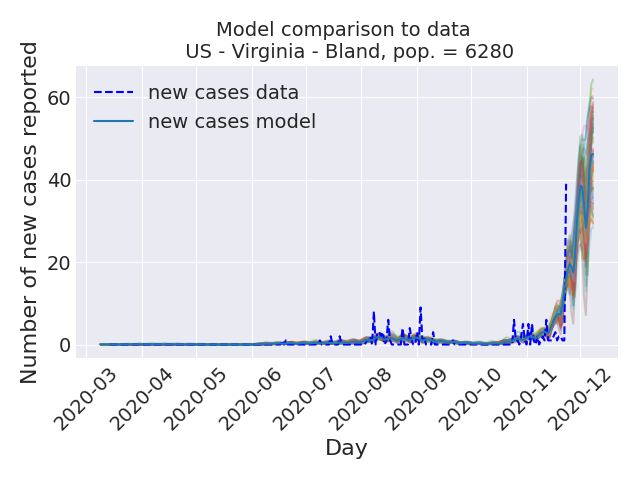 Model comparison to data
US - Virginia - Bland, pop. = 6280
Number of new cases reported
60
40
20
0
new cases data
new cases model
2020-03
2020-04
2020-05
2020-06
2020-07
2020-08
2020-09
2020-10
2020-11
2020-12
Day